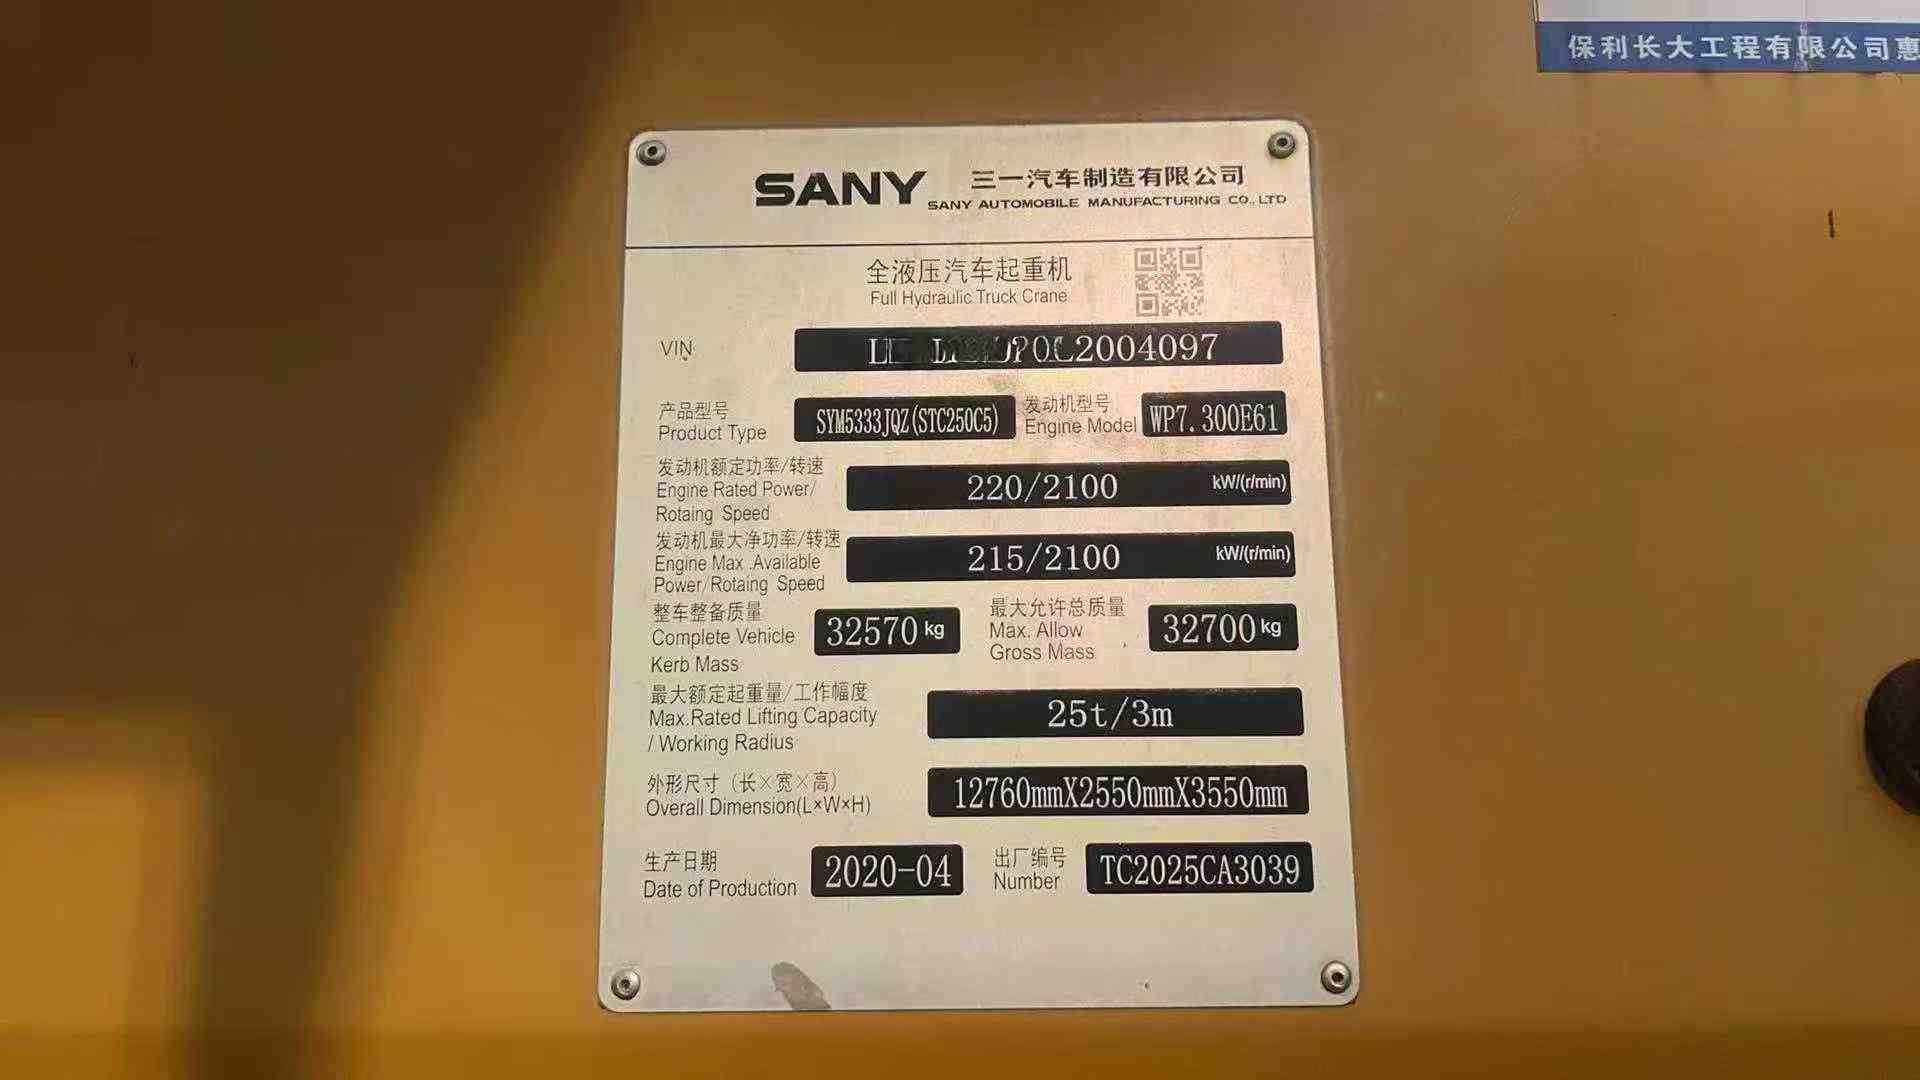 保利长大工程有限公司惠
SANY 三一汽车制造有限公司
SANY AUTOMOBILE MANUFACTURING CO.,LTD
全液压汽车起重机
Full Hydraulic Truck Crane
VIN 2004097
产品型号 发动机型号
Product Type SYM5333JQZ(STC250C5) Engine Model WP7.300E61
发动机额定功率/转速
Engine Rated Power/ 220/2100 kW/(r/min)
Rotaing Speed
发动机最大净功率/转速
Engine Max .Available 215/2100 kW/(r/min)
Power/Rotaing Speed
整车整备质量 最大允许总质量
Complete Vehicle 32570 kg Max. Allow 32700 kg
Kerb Mass Gross Mass
最大额定起重量/工作幅度
Max.Rated Lifting Capacity 25t/3m
/ Working Radius
外形尺寸（长×宽×高）
Overall Dimension(L×W×H) 12760mmX2550mmX3550mm
生产日期 出厂编号
Date of Production 2020-04 Number TC2025CA3039